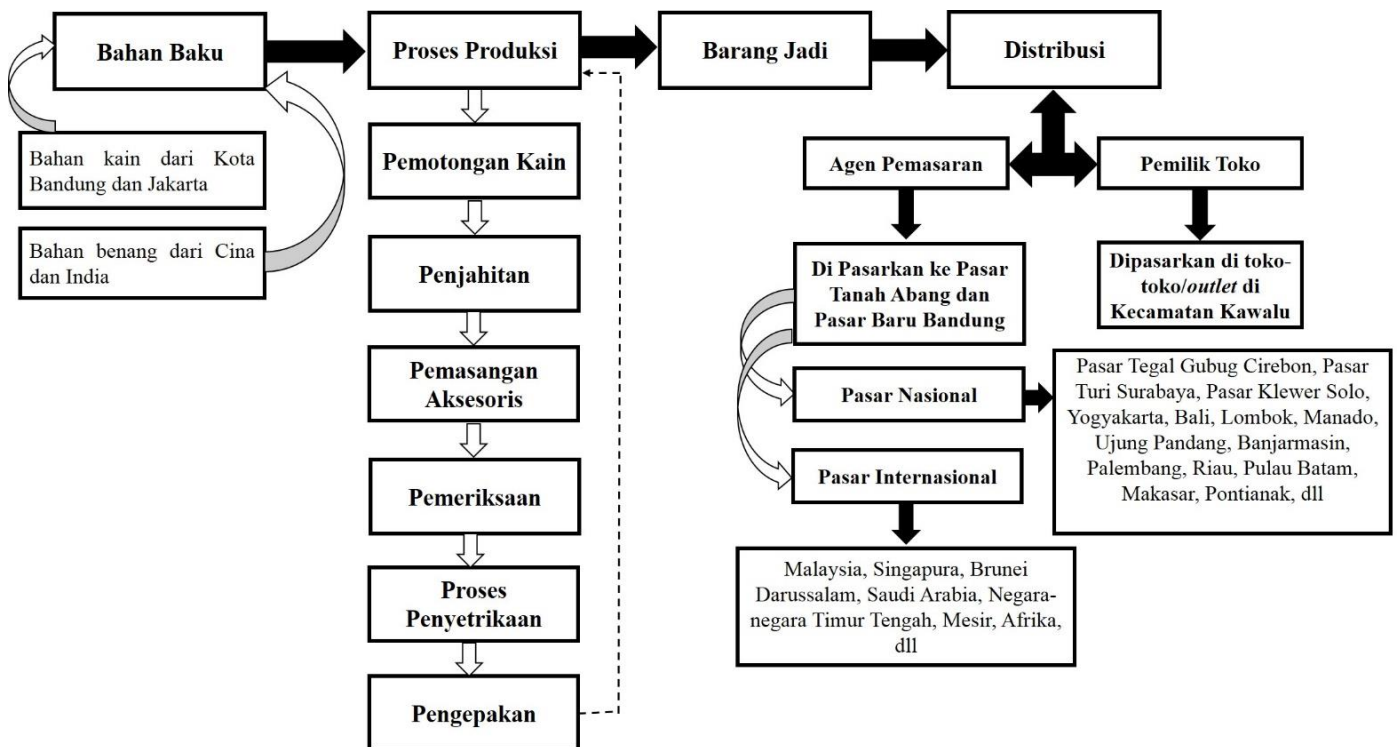 Bahan Baku
Proses Produksi
Barang Jadi
Distribusi
Bahan kain dari Kota
Bandung dan Jakarta
Bahan benang dari Cina
dan India
Pemotongan Kain
Penjahitan
Pemasangan
Aksesoris
Pemeriksaan
Proses
Penyetrikaan
Pengepakan
Agen Pemasaran
Pemilik Toko
Di Pasarkan ke Pasar
Tanah Abang dan
Pasar Baru Bandung
Dipasarkan di toko-
toko/outlet di
Kecamatan Kawalu
Pasar Nasional
Pasar Tegal Gubug Cirebon, Pasar
Turi Surabaya, Pasar Klewer Solo,
Yogyakarta, Bali, Lombok, Manado,
Ujung Pandang, Banjarmasin,
Palembang, Riau, Pulau Batam,
Makasar, Pontianak, dll
Pasar Internasional
Malaysia, Singapura, Brunei
Darussalam, Saudi Arabia, Negara-
negara Timur Tengah, Mesir, Afrika,
dll